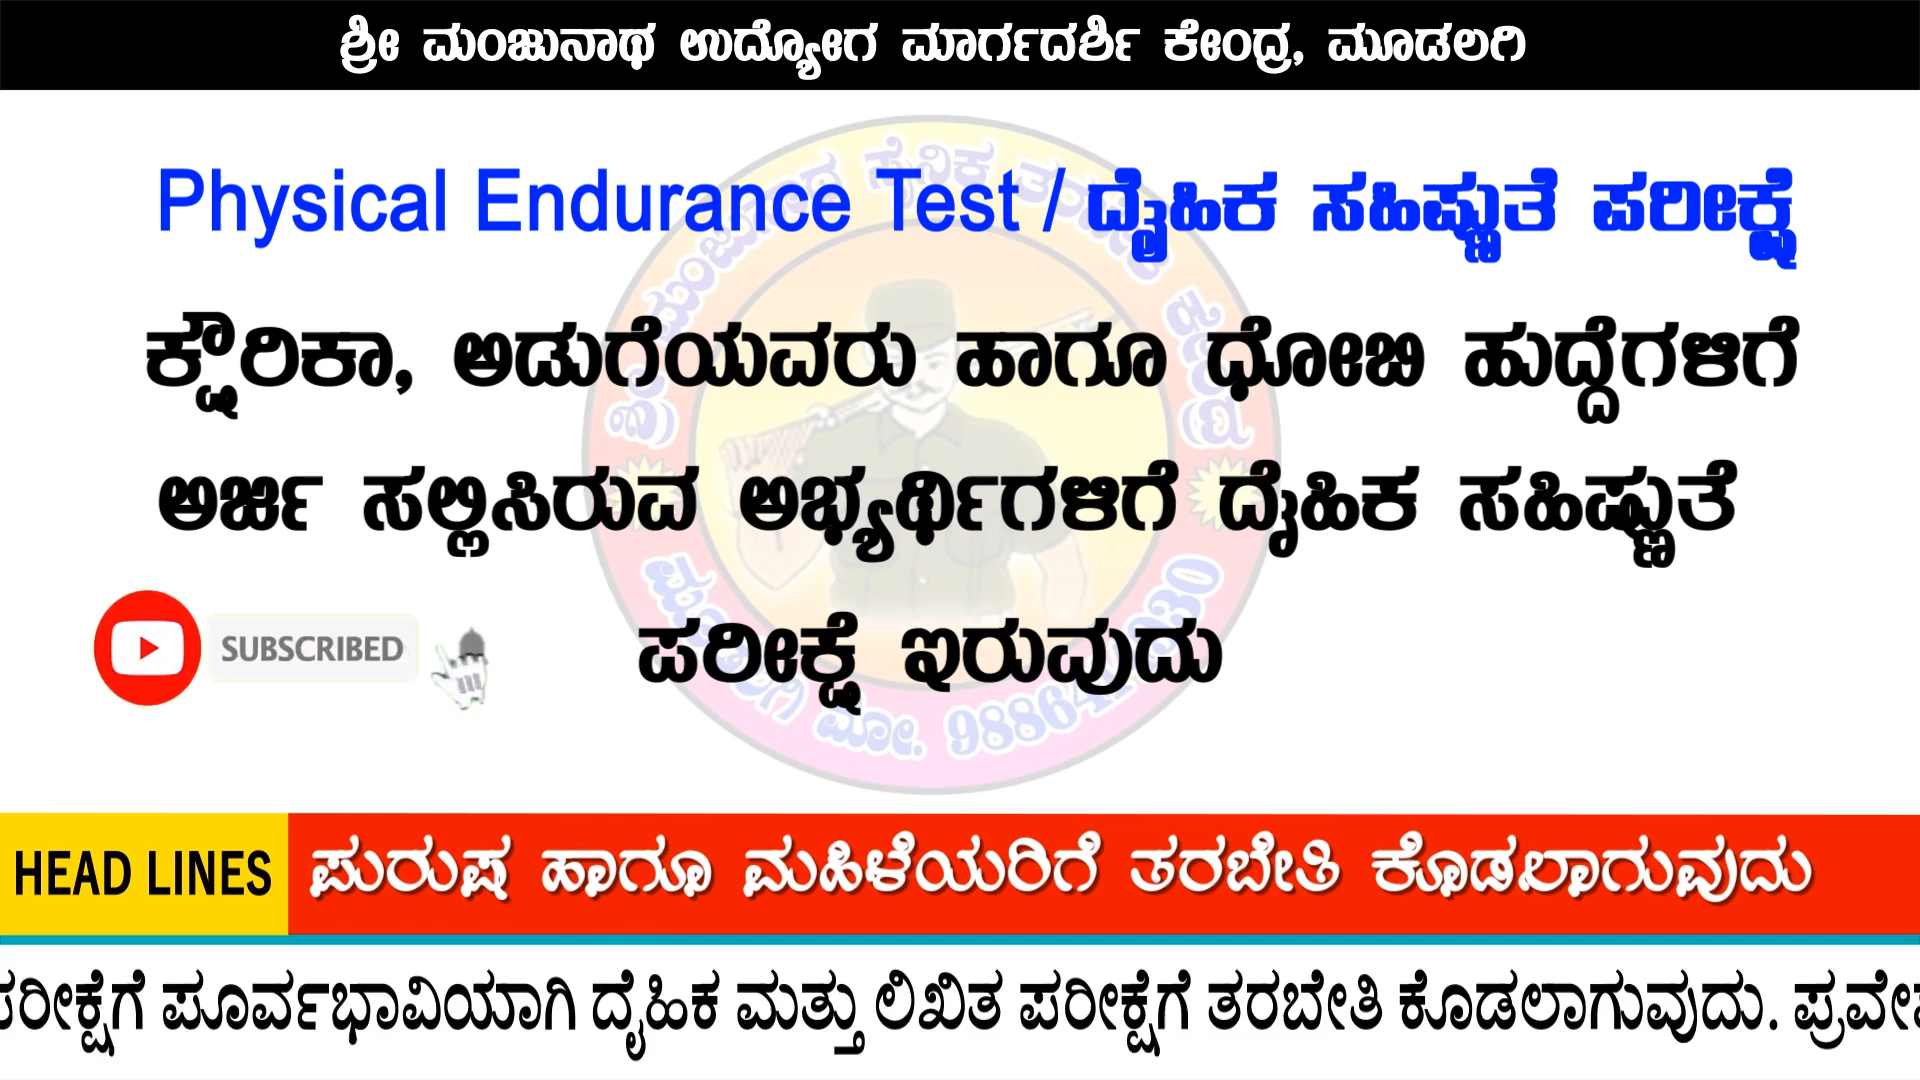 ಶ್ರೀ ಮಂಜುನಾಥ ಉದ್ಯೋಗ ಮಾರ್ಗದರ್ಶಿ ಕೇಂದ್ರ, ಮೂಡಲಗಿ
Physical Endurance Test / ದೈಹಿಕ ಸಹಿಷ್ಣುತೆ ಪರೀಕ್ಷೆ
ಕ್ಷೌರಿಕಾ, ಅಡುಗೆಯವರು ಹಾಗೂ ಧೋಬಿ ಹುದ್ದೆಗಳಿಗೆ
ಅರ್ಜಿ ಸಲ್ಲಿಸಿರುವ ಅಭ್ಯರ್ಥಿಗಳಿಗೆ ದೈಹಿಕ ಸಹಿಷ್ಣುತೆ
ಪರೀಕ್ಷೆ ಇರುವುದು
SUBSCRIBED
HEAD LINES ಪುರುಷ ಹಾಗೂ ಮಹಿಳೆಯರಿಗೆ ತರಬೇತಿ ಕೊಡಲಾಗುವುದು
ಪೂರ್ವಭಾವಿಯಾಗಿ ದೈಹಿಕ ಮತ್ತು ಲಿಖಿತ ಪರೀಕ್ಷೆಗೆ ತರಬೇತಿ ಕೊಡಲಾಗುವುದು.